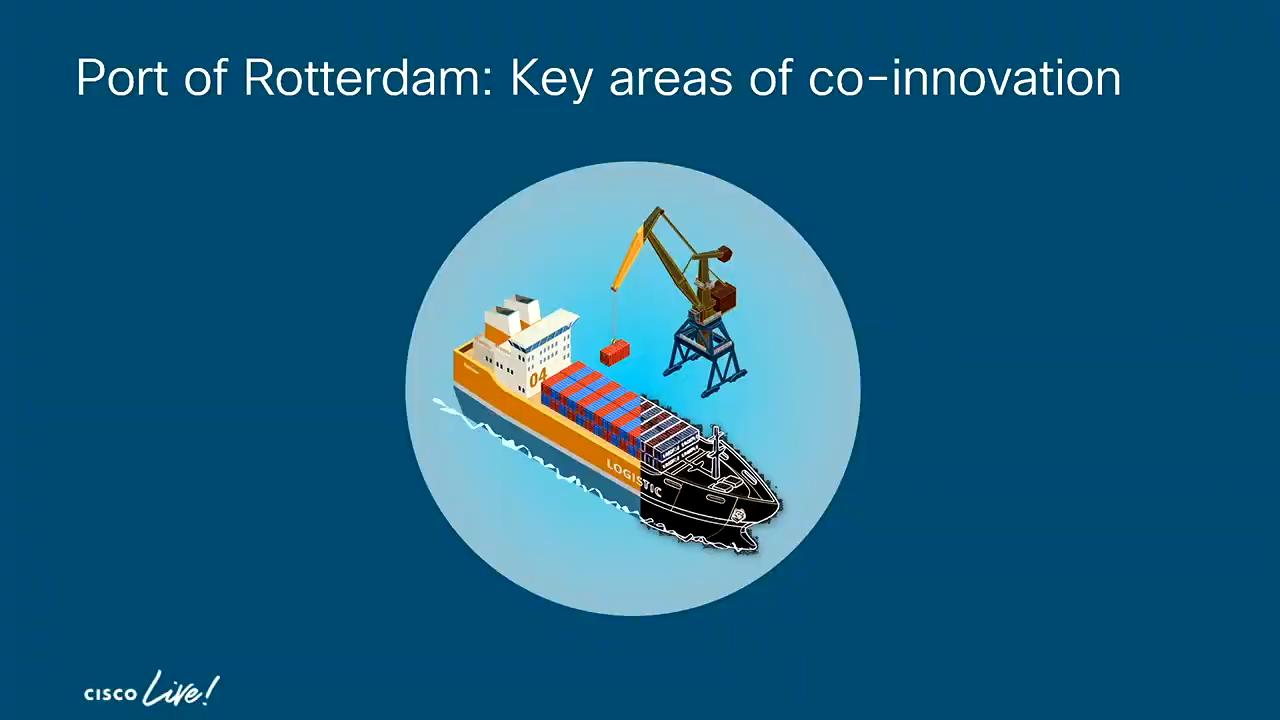 Port of Rotterdam: Key areas of co-innovation
04
LOGISTIC
CISCO Live!